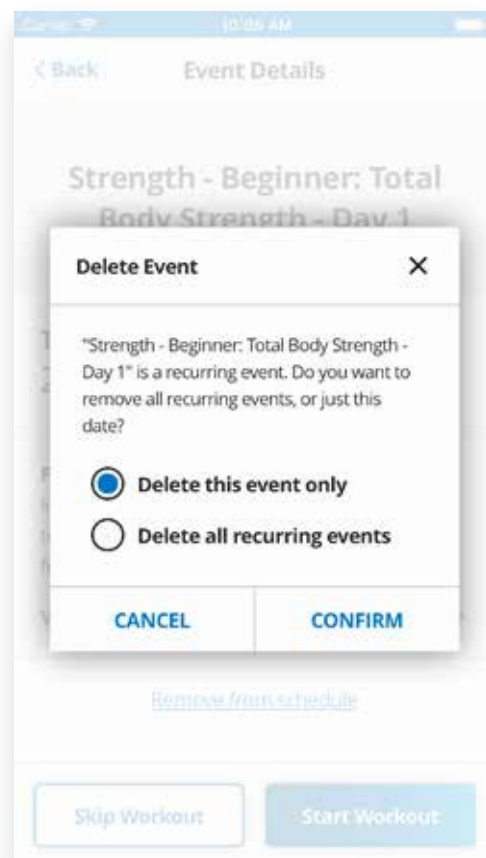 Carrier 10:06 AM
Back Event Details
Strength - Beginner: Total
Body Strength - Day 1
Delete Event
"Strength - Beginner: Total Body Strength -
Day 1" is a recurring event. Do you want to
remove all recurring events, or just this
date?
Delete this event only
Delete all recurring events
CANCEL CONFIRM
Remove from schedule
Skip Workout Start Workout